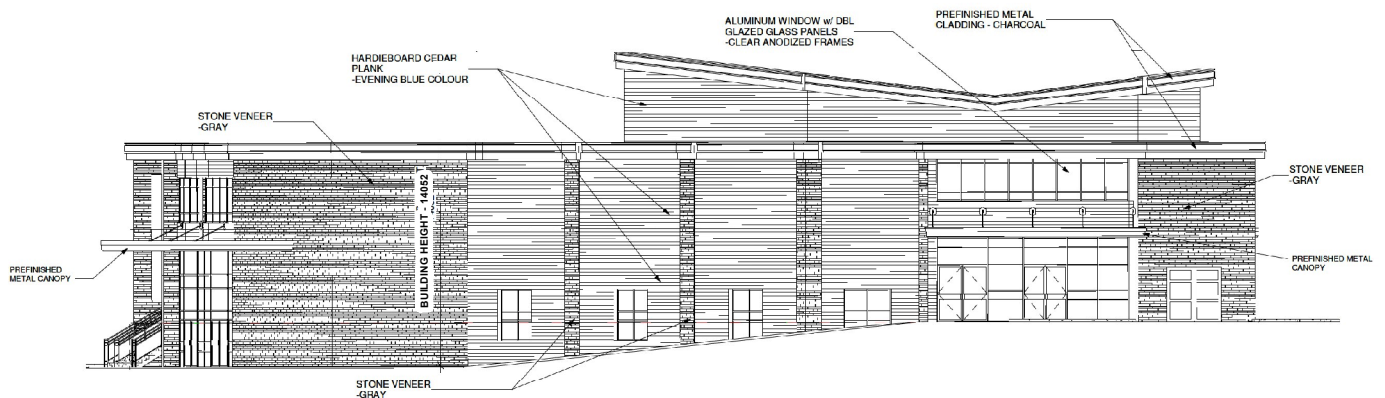 ALUMINUM WINDOW w/ DBL
GLAZED GLASS PANELS
-CLEAR ANODIZED FRAMES
PREFINISHED METAL
CLADDING - CHARCOAL
HARDIEBOARD CEDAR
PLANK
-EVENING BLUE COLOUR
STONE VENEER
-GRAY
STONE VENEER
-GRAY
BUILDING HEIGHT - 14052
PREFINISHED
METAL CANOPY
PREFINISHED METAL
CANOPY
STONE VENEER
-GRAY